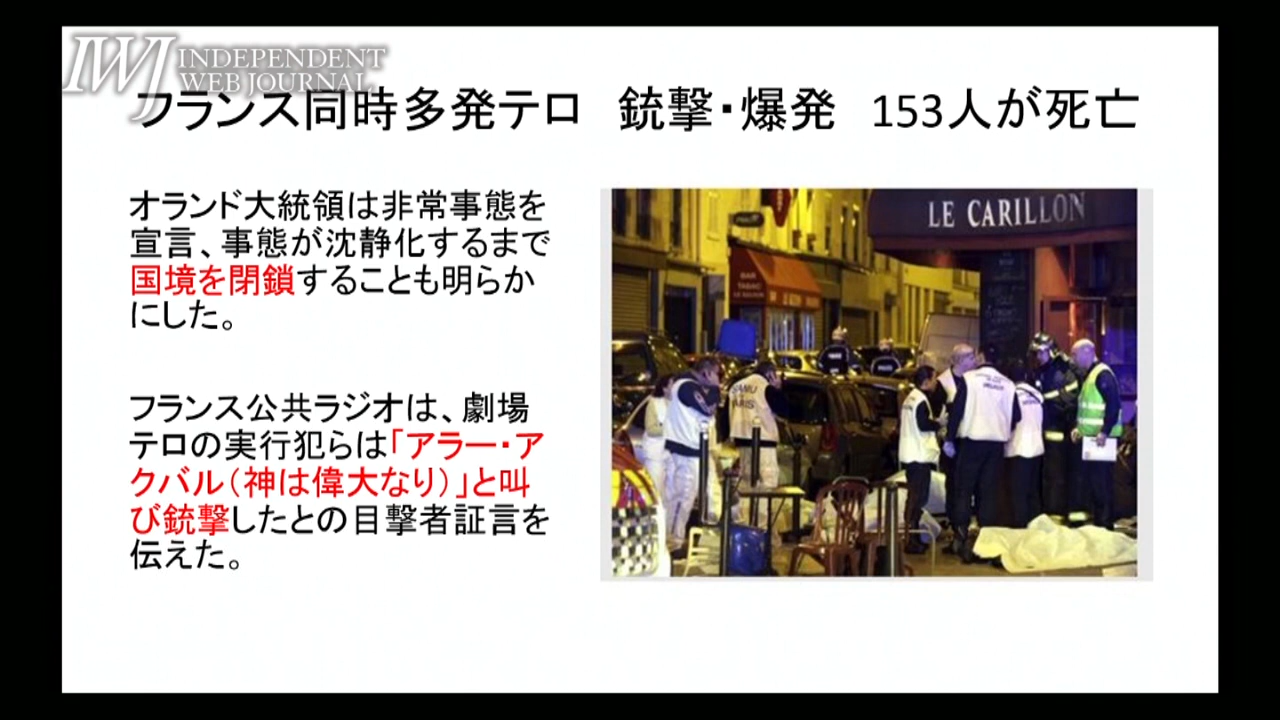 IWJ INDEPENDENT
WEB JOURNAL
フランス同時多発テロ 銃撃・爆発 153人が死亡
オランド大統領は非常事態を
宣言、事態が沈静化するまで
国境を閉鎖することも明らか
にした。
フランス公共ラジオは、劇場
テロの実行犯らは「アラー・ア
クバル（神は偉大なり）」と叫
び銃撃したとの目撃者証言を
伝えた。
LE CARILLON
BAR
TABAC
SAMU
PARIS